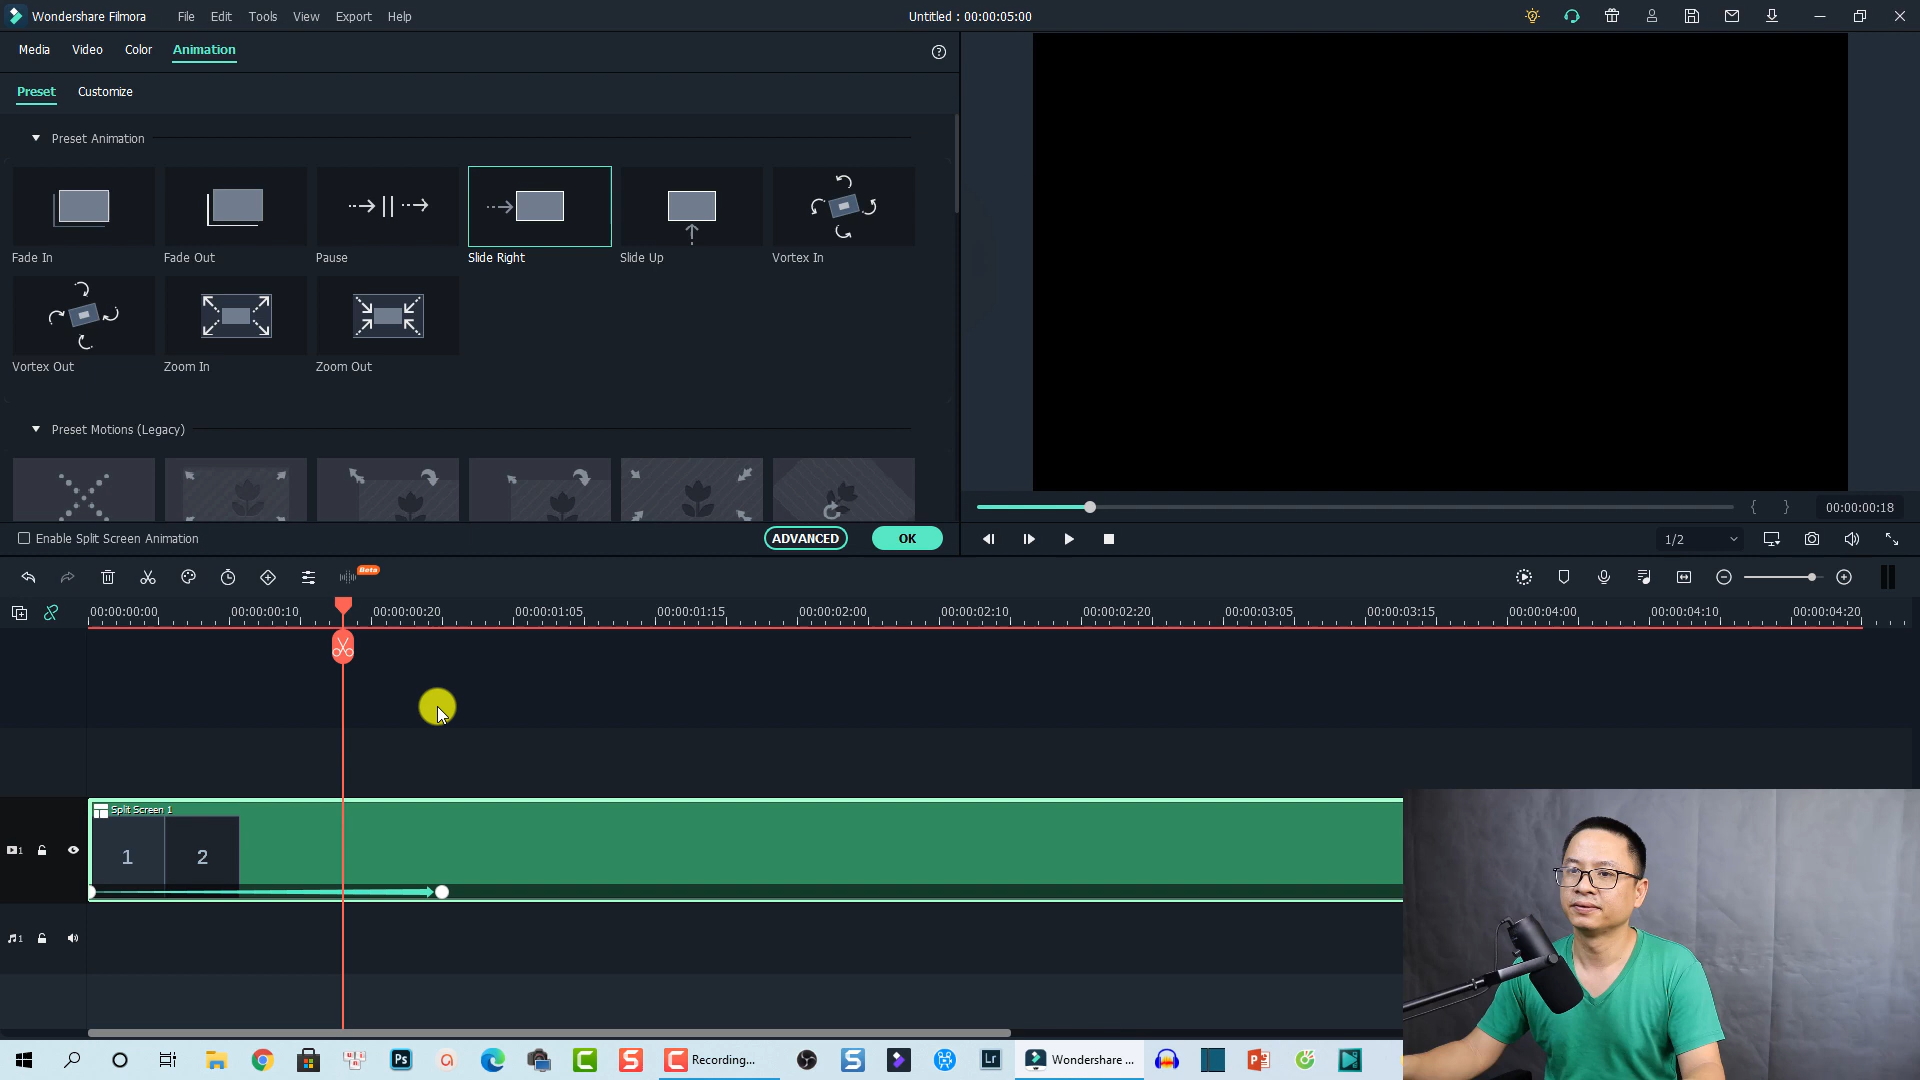 Wondershare Filmora File Edit Tools View Export Help Untitled : 00:00:05:00
Media Video Color Animation
Preset Customize
Preset Animation
Fade In Fade Out Pause Slide Right Slide Up Vortex In
Vortex Out Zoom In Zoom Out
Preset Motions (Legacy)
Enable Split Screen Animation ADVANCED OK
{ } 00:00:00:18
1/2
Beta
00:00:00:00 00:00:00:10 00:00:00:20 00:00:01:05 00:00:01:15 00:00:02:00 00:00:02:10 00:00:02:20 00:00:03:05 00:00:03:15 00:00:04:00 00:00:04:10 00:00:04:20
Split Screen 1
1 2
1
1
Ps Recording... Lr Wondershare ...